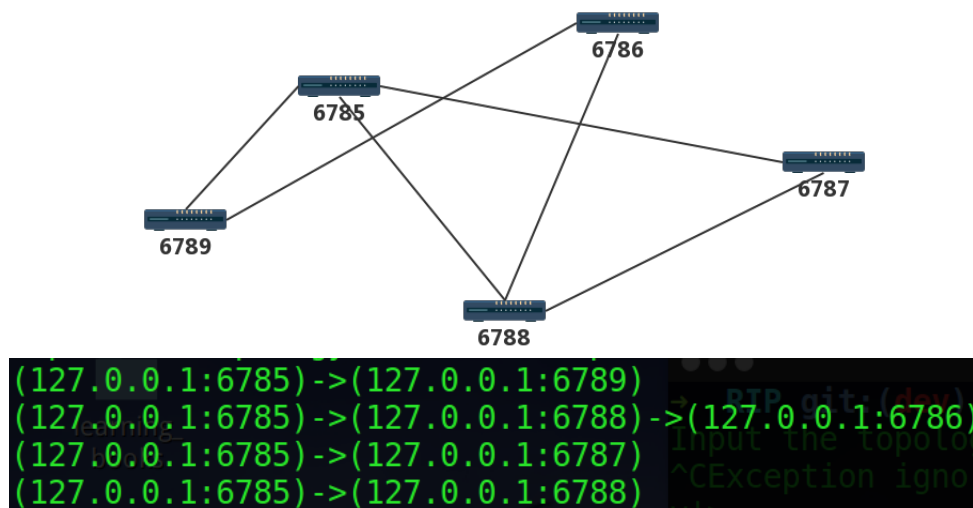 6786
6785
6787
6789
6788
(127.0.0.1:6785)->(127.0.0.1:6789)
(127.0.0.1:6785)->(127.0.0.1:6788)->(127.0.0.1:6786)
(127.0.0.1:6785)->(127.0.0.1:6787)
(127.0.0.1:6785)->(127.0.0.1:6788)
→ RIP git:(dev)
learning_
books
Input the topolo
^CException igno